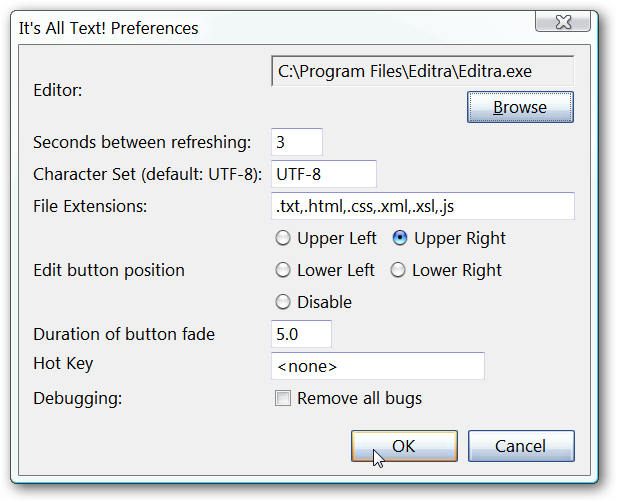 It's All Text! Preferences
Editor:
C:\Program Files\Editra\Editra.exe
Browse
Seconds between refreshing: 3
Character Set (default: UTF-8): UTF-8
File Extensions: .txt,.html,.css,.xml,.xsl,.js
Upper Left Upper Right
Edit button position Lower Left Lower Right
Disable
Duration of button fade 5.0
Hot Key <none>
Debugging: Remove all bugs
OK Cancel